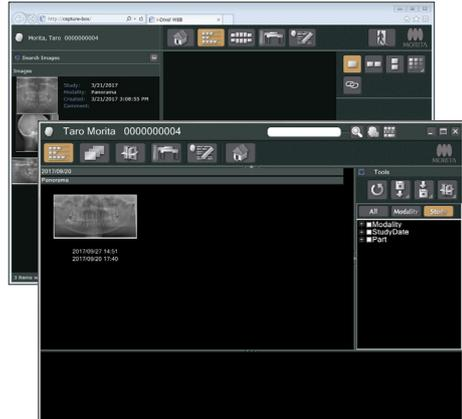 http://capture-box/
i-Dixel WEB
Morita, Taro 0000000004
MORITA
Search Images
Images
Study: 3/21/2017
Modality: Panorama
Created: 3/21/2017 3:08:55 PM
Comment:
Taro Morita 0000000004
MORITA
2017/09/20
Panorama
Tools
All Modality
2017/09/27 14:51
2017/09/20 17:40
Modality
StudyDate
Part